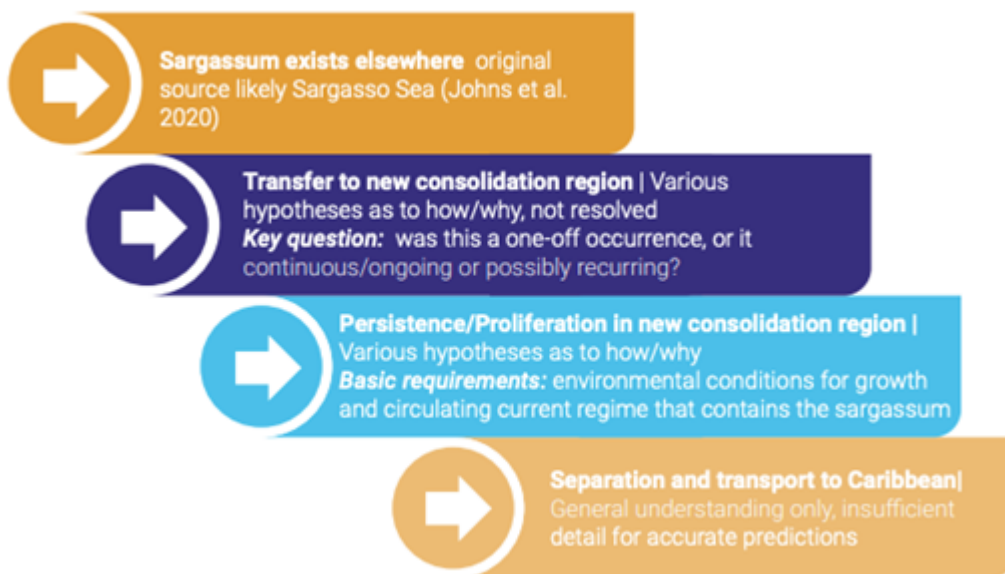 Sargassum exists elsewhere original
source likely Sargasso Sea (Johns et al.
2020)
Transfer to new consolidation region | Various
hypotheses as to how/why, not resolved
Key question: was this a one-off occurrence, or it
continuous/ongoing or possibly recurring?
Persistence/Proliferation in new consolidation region |
Various hypotheses as to how/why
Basic requirements: environmental conditions for growth
and circulating current regime that contains the sargassum
Separation and transport to Caribbean|
General understanding only, insufficient
detail for accurate predictions